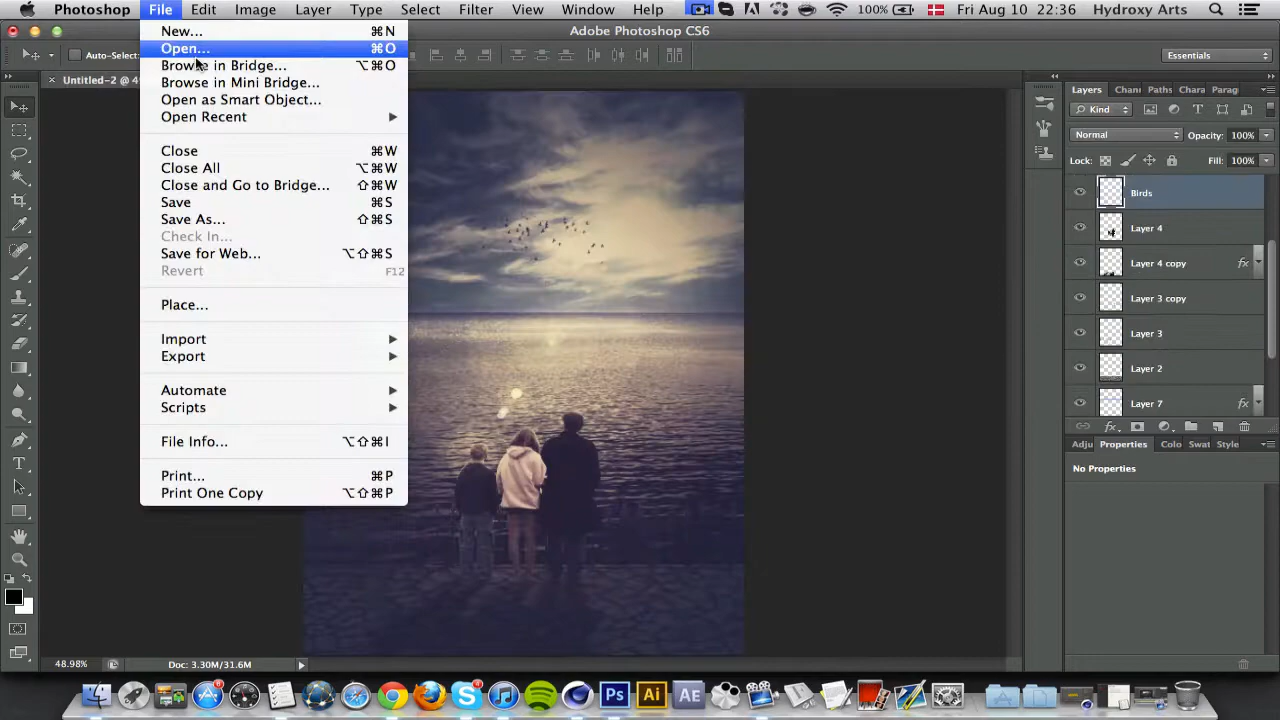 Photoshop File Edit Image Layer Type Select Filter View Window Help 100% Fri Aug 10 22:36 Hydroxy Arts
Adobe Photoshop CS6
Auto-Select: Essentials
Untitled-2 @ 4
New... ⌘N
Open... ⌘O
Browse in Bridge... ⌥⌘O
Browse in Mini Bridge...
Open as Smart Object...
Open Recent
Close ⌘W
Close All ⌥⌘W
Close and Go to Bridge... ⇧⌘W
Save ⌘S
Save As... ⇧⌘S
Check In...
Save for Web... ⌥⇧⌘S
Revert F12
Place...
Import
Export
Automate
Scripts
File Info... ⌥⇧⌘I
Print... ⌘P
Print One Copy ⌥⇧⌘P
Layers Chann Paths Chara Parag
Kind
Normal Opacity: 100%
Lock: Fill: 100%
Birds
Layer 4
Layer 4 copy fx
Layer 3 copy
Layer 3
Layer 2
Layer 7 fx
fx
Adju Properties Colo Swat Style
No Properties
48.98% Doc: 3.30M/31.6M
Ps Ai AE